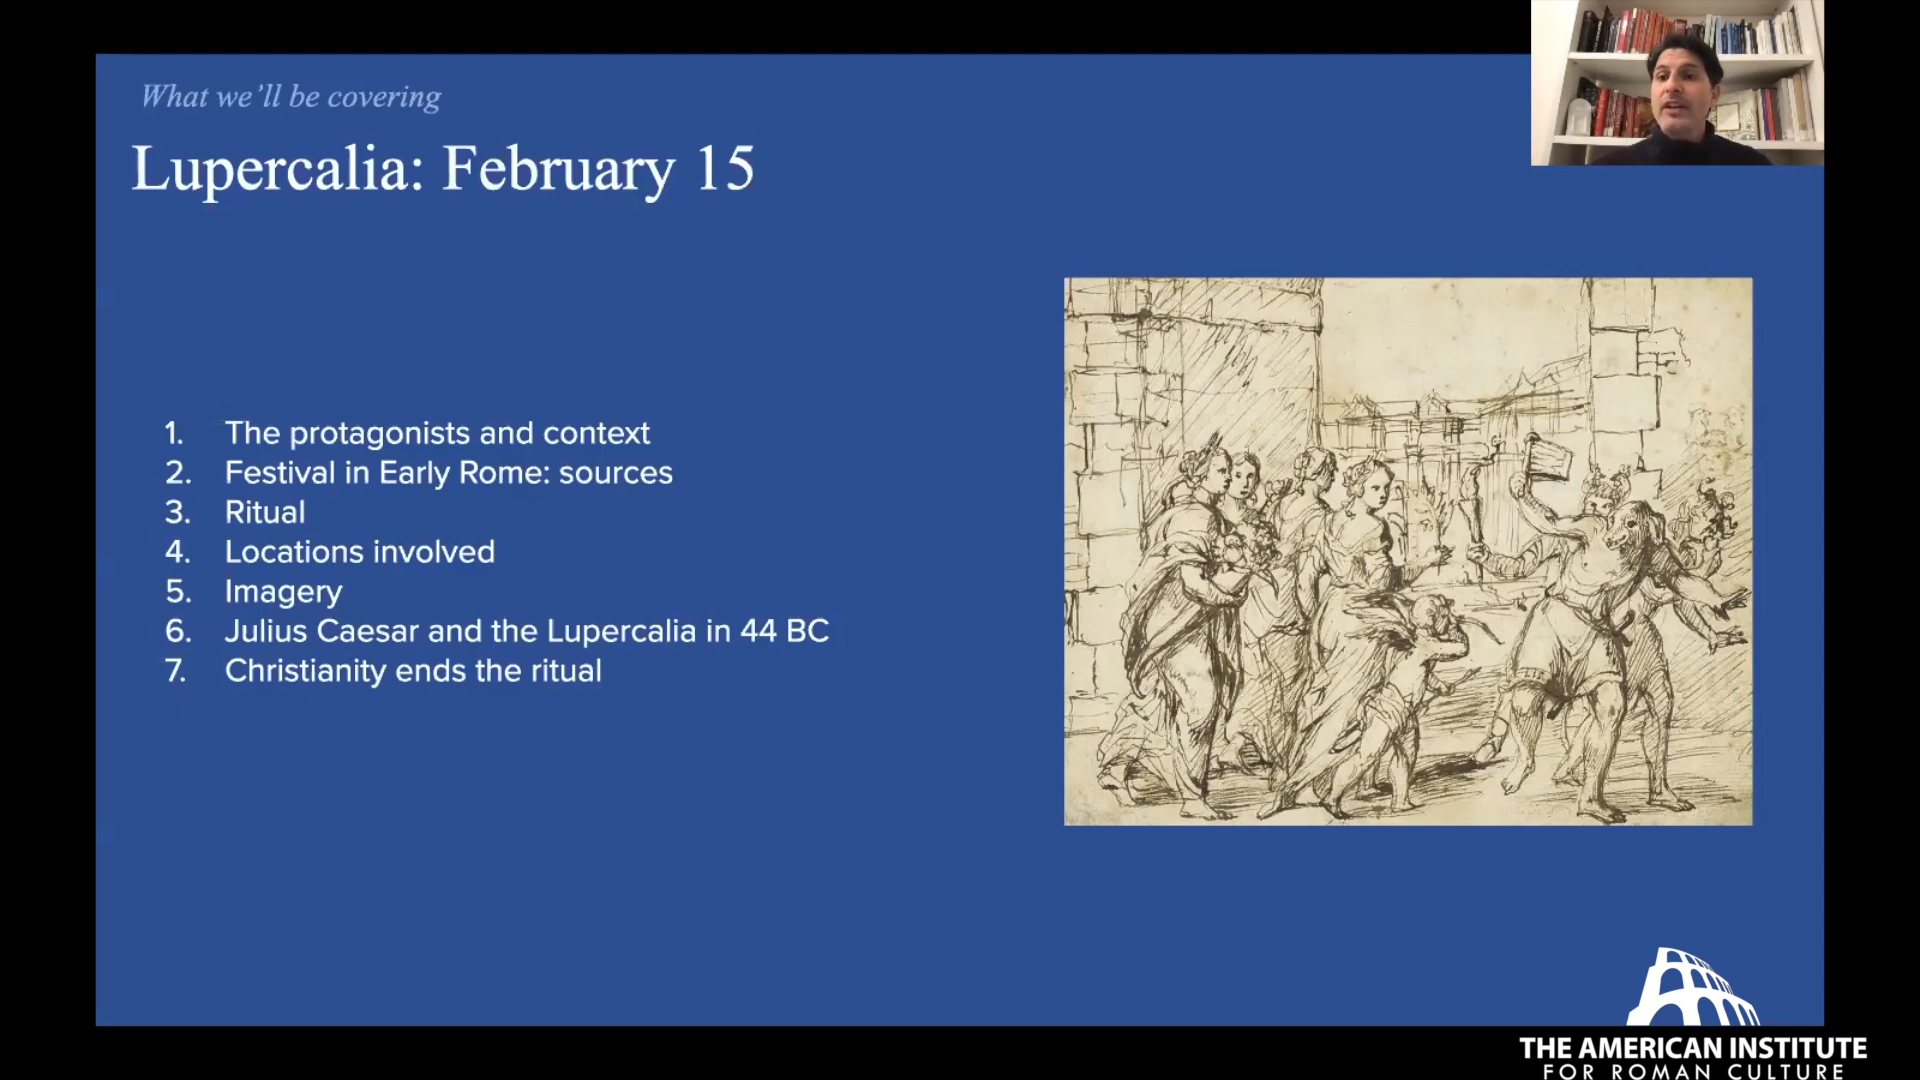 What we'll be covering
Lupercalia: February 15
1. The protagonists and context
2. Festival in Early Rome: sources
3. Ritual
4. Locations involved
5. Imagery
6. Julius Caesar and the Lupercalia in 44 BC
7. Christianity ends the ritual
THE AMERICAN INSTITUTE
FOR ROMAN CULTURE